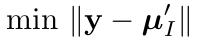 min ‖𝐲 − 𝝁′_I‖